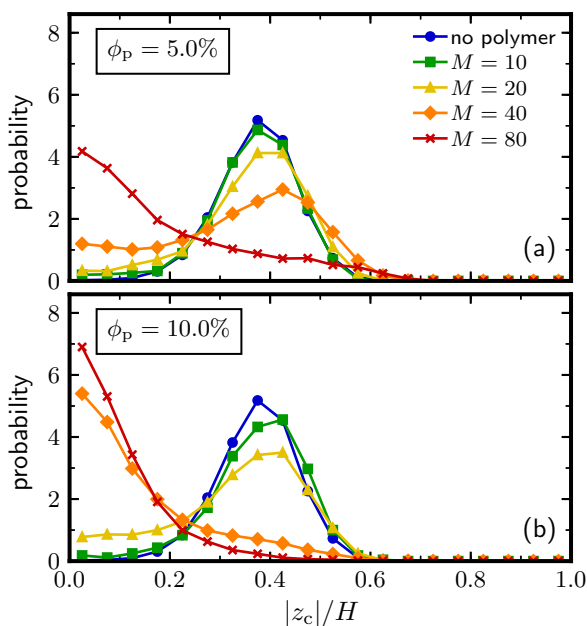 8
6
4
2
0
probability
ϕp = 5.0%
no polymer
M = 10
M = 20
M = 40
M = 80
(a)
8
6
4
2
0
probability
ϕp = 10.0%
(b)
0.0 0.2 0.4 0.6 0.8 1.0
|zc|/H